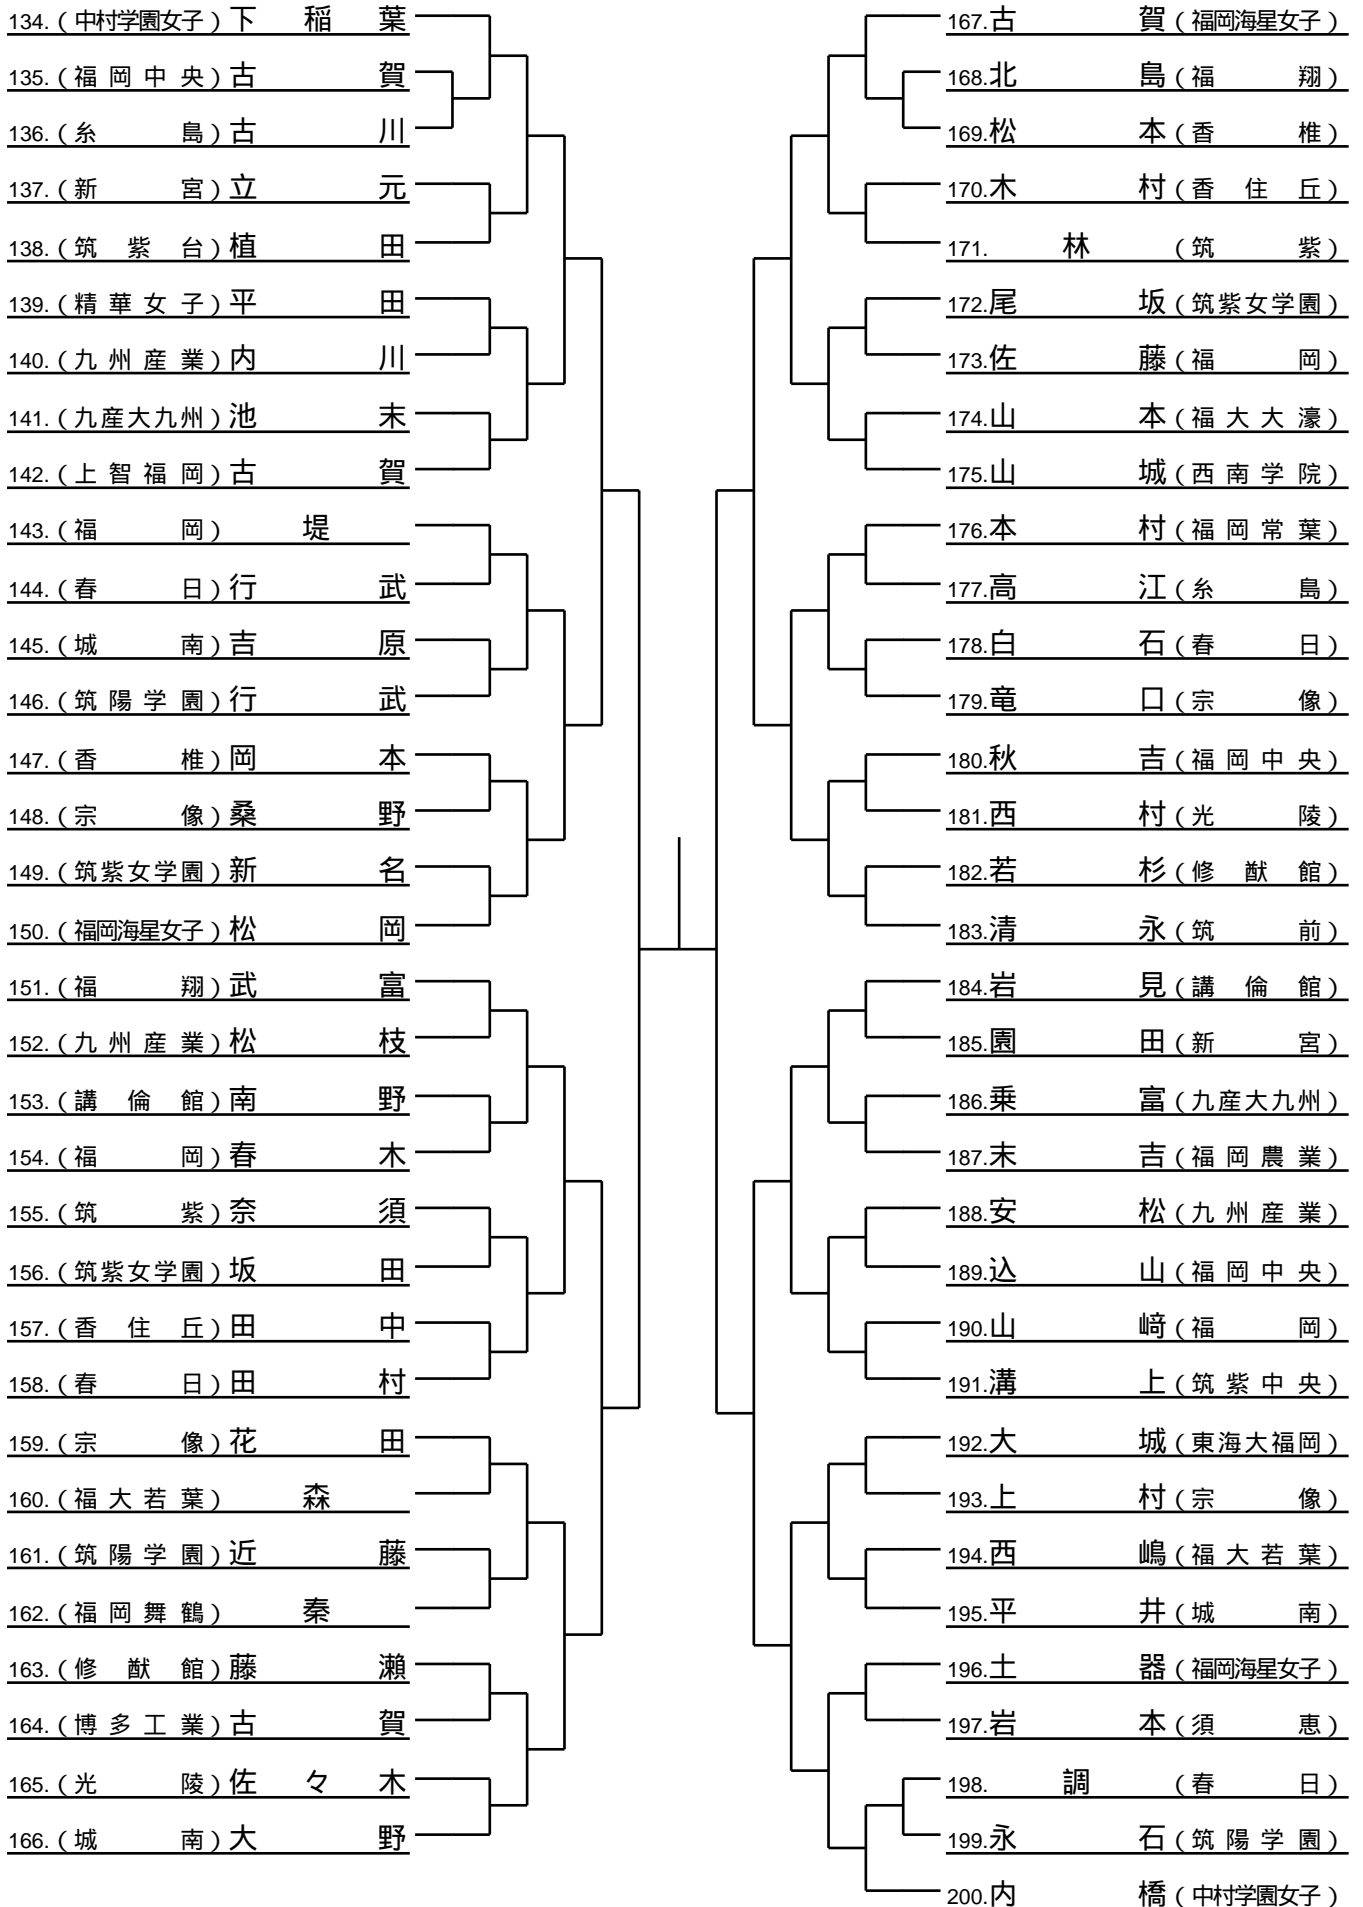 134.(中村学園女子)下稲葉
135.(福岡中央)古賀
136.(糸島)古川
137.(新宮)立元
138.(筑紫台)植田
139.(精華女子)平田
140.(九州産業)内川
141.(九産大九州)池末
142.(上智福岡)古賀
143.(福岡)堤
144.(春日)行武
145.(城南)吉原
146.(筑陽学園)行武
147.(香椎)岡本
148.(宗像)桑野
149.(筑紫女学園)新名
150.(福岡海星女子)松岡
151.(福翔)武富
152.(九州産業)松枝
153.(講倫館)南野
154.(福岡)春木
155.(筑紫)奈須
156.(筑紫女学園)坂田
157.(香住丘)田中
158.(春日)田村
159.(宗像)花田
160.(福大若葉)森
161.(筑陽学園)近藤
162.(福岡舞鶴)秦
163.(修猷館)藤瀬
164.(博多工業)古賀
165.(光陵)佐々木
166.(城南)大野
167.古賀(福岡海星女子)
168.北島(福翔)
169.松本(香椎)
170.木村(香住丘)
171.林(筑紫)
172.尾坂(筑紫女学園)
173.佐藤(福岡)
174.山本(福大大濠)
175.山城(西南学院)
176.本村(福岡常葉)
177.高江(糸島)
178.白石(春日)
179.竜口(宗像)
180.秋吉(福岡中央)
181.西村(光陵)
182.若杉(修猷館)
183.清永(筑前)
184.岩見(講倫館)
185.園田(新宮)
186.乗富(九産大九州)
187.末吉(福岡農業)
188.安松(九州産業)
189.込山(福岡中央)
190.山﨑(福岡)
191.溝上(筑紫中央)
192.大城(東海大福岡)
193.上村(宗像)
194.西嶋(福大若葉)
195.平井(城南)
196.土器(福岡海星女子)
197.岩本(須恵)
198.調(春日)
199.永石(筑陽学園)
200.内橋(中村学園女子)